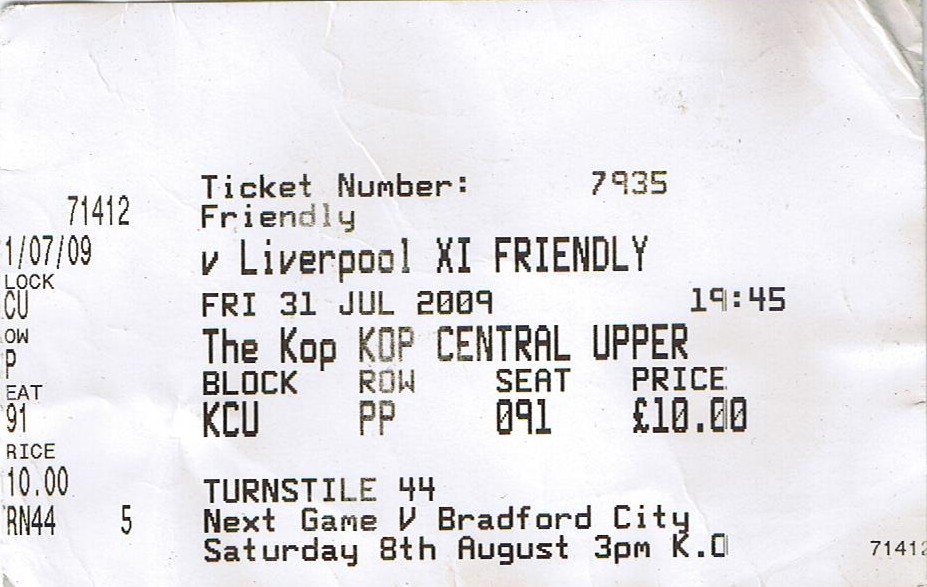 71412
1/07/09
LOCK
CU
OW
P
EAT
91
RICE
10.00
RN44 5
Ticket Number: 7935
Friendly
v Liverpool XI FRIENDLY
FRI 31 JUL 2009 19:45
The Kop KOP CENTRAL UPPER
BLOCK ROW SEAT PRICE
KCU PP 091 £10.00
TURNSTILE 44
Next Game V Bradford City
Saturday 8th August 3pm K.O
71412